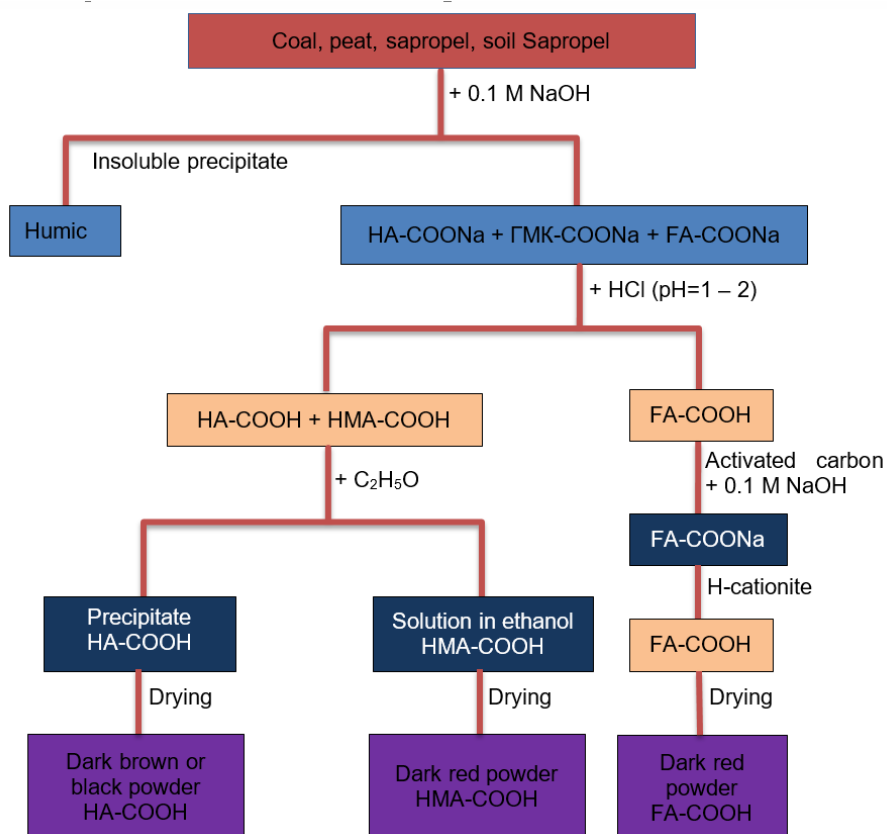 Coal, peat, sapropel, soil Sapropel
+ 0.1 M NaOH
Insoluble precipitate
Humic
HA-COONa + ГМК-COONa + FA-COONa
+ HCl (pH=1 – 2)
HA-COOH + HMA-COOH
FA-COOH
Activated carbon
+ 0.1 M NaOH
+ C₂H₅O
FA-COONa
H-cationite
Precipitate
HA-COOH
Solution in ethanol
HMA-COOH
FA-COOH
Drying
Drying
Drying
Dark brown or
black powder
HA-COOH
Dark red powder
HMA-COOH
Dark red
powder
FA-COOH